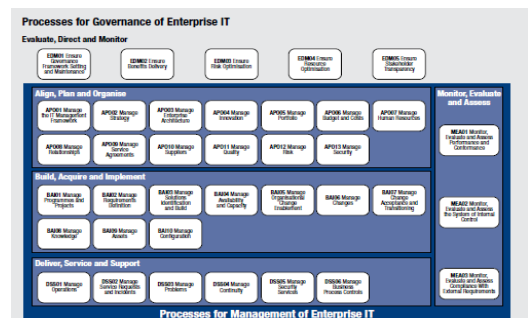 Processes for Governance of Enterprise IT
Evaluate, Direct and Monitor
EDM01 Ensure
Governance
Framework Setting
and Maintenance
EDM02 Ensure
Benefits Delivery
EDM03 Ensure
Risk Optimisation
EDM04 Ensure
Resource
Optimisation
EDM05 Ensure
Stakeholder
Transparency
Align, Plan and Organise
APO01 Manage
the IT Management
Framework
APO02 Manage
Strategy
APO03 Manage
Enterprise
Architecture
APO04 Manage
Innovation
APO05 Manage
Portfolio
APO06 Manage
Budget and Costs
APO07 Manage
Human Resources
APO08 Manage
Relationships
APO09 Manage
Service
Agreements
APO10 Manage
Suppliers
APO11 Manage
Quality
APO12 Manage
Risk
APO13 Manage
Security
Build, Acquire and Implement
BAI01 Manage
Programmes and
Projects
BAI02 Manage
Requirements
Definition
BAI03 Manage
Solutions
Identification
and Build
BAI04 Manage
Availability
and Capacity
BAI05 Manage
Organisational
Change
Enablement
BAI06 Manage
Changes
BAI07 Manage
Change
Acceptance and
Transitioning
BAI08 Manage
Knowledge
BAI09 Manage
Assets
BAI10 Manage
Configuration
Deliver, Service and Support
DSS01 Manage
Operations
DSS02 Manage
Service Requests
and Incidents
DSS03 Manage
Problems
DSS04 Manage
Continuity
DSS05 Manage
Security
Services
DSS06 Manage
Business
Process Controls
Monitor, Evaluate
and Assess
MEA01 Monitor,
Evaluate and Assess
Performance and
Conformance
MEA02 Monitor,
Evaluate and Assess
the System of Internal
Control
MEA03 Monitor,
Evaluate and Assess
Compliance With
External Requirements
Processes for Management of Enterprise IT